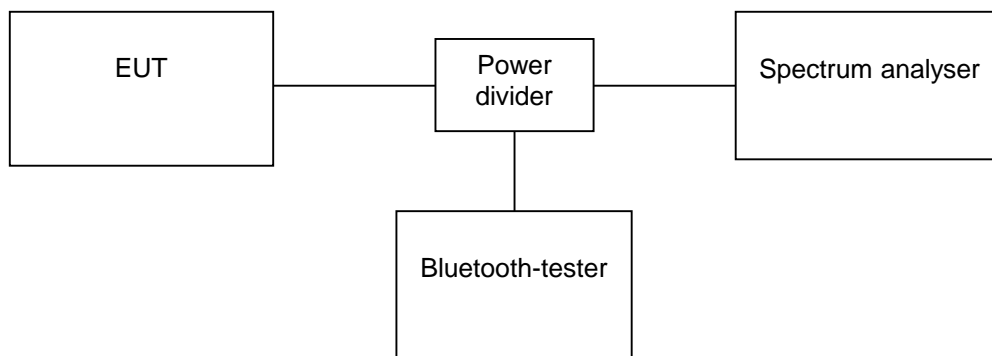 EUT
Power
divider
Spectrum analyser
Bluetooth-tester